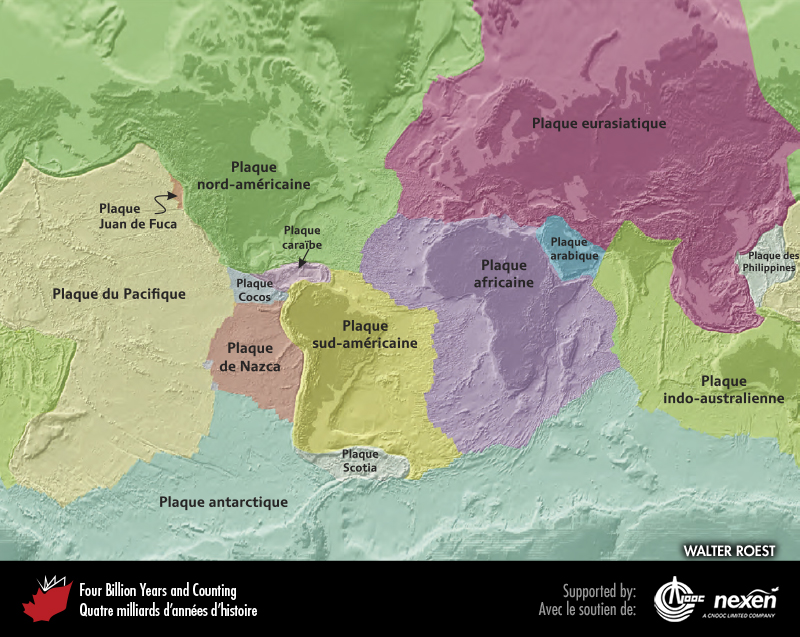 Plaque eurasiatique
Plaque
nord-américaine
Plaque
Juan de Fuca
Plaque
caraïbe
Plaque
arabique
Plaque des
Philippines
Plaque
africaine
Plaque du Pacifique
Plaque
Cocos
Plaque
sud-américaine
Plaque
de Nazca
Plaque
indo-australienne
Plaque
Scotia
Plaque antarctique
WALTER ROEST
Four Billion Years and Counting
Quatre milliards d'années d'histoire
Supported by:
Avec le soutien de:
CNOOC
nexen
A CNOOC LIMITED COMPANY